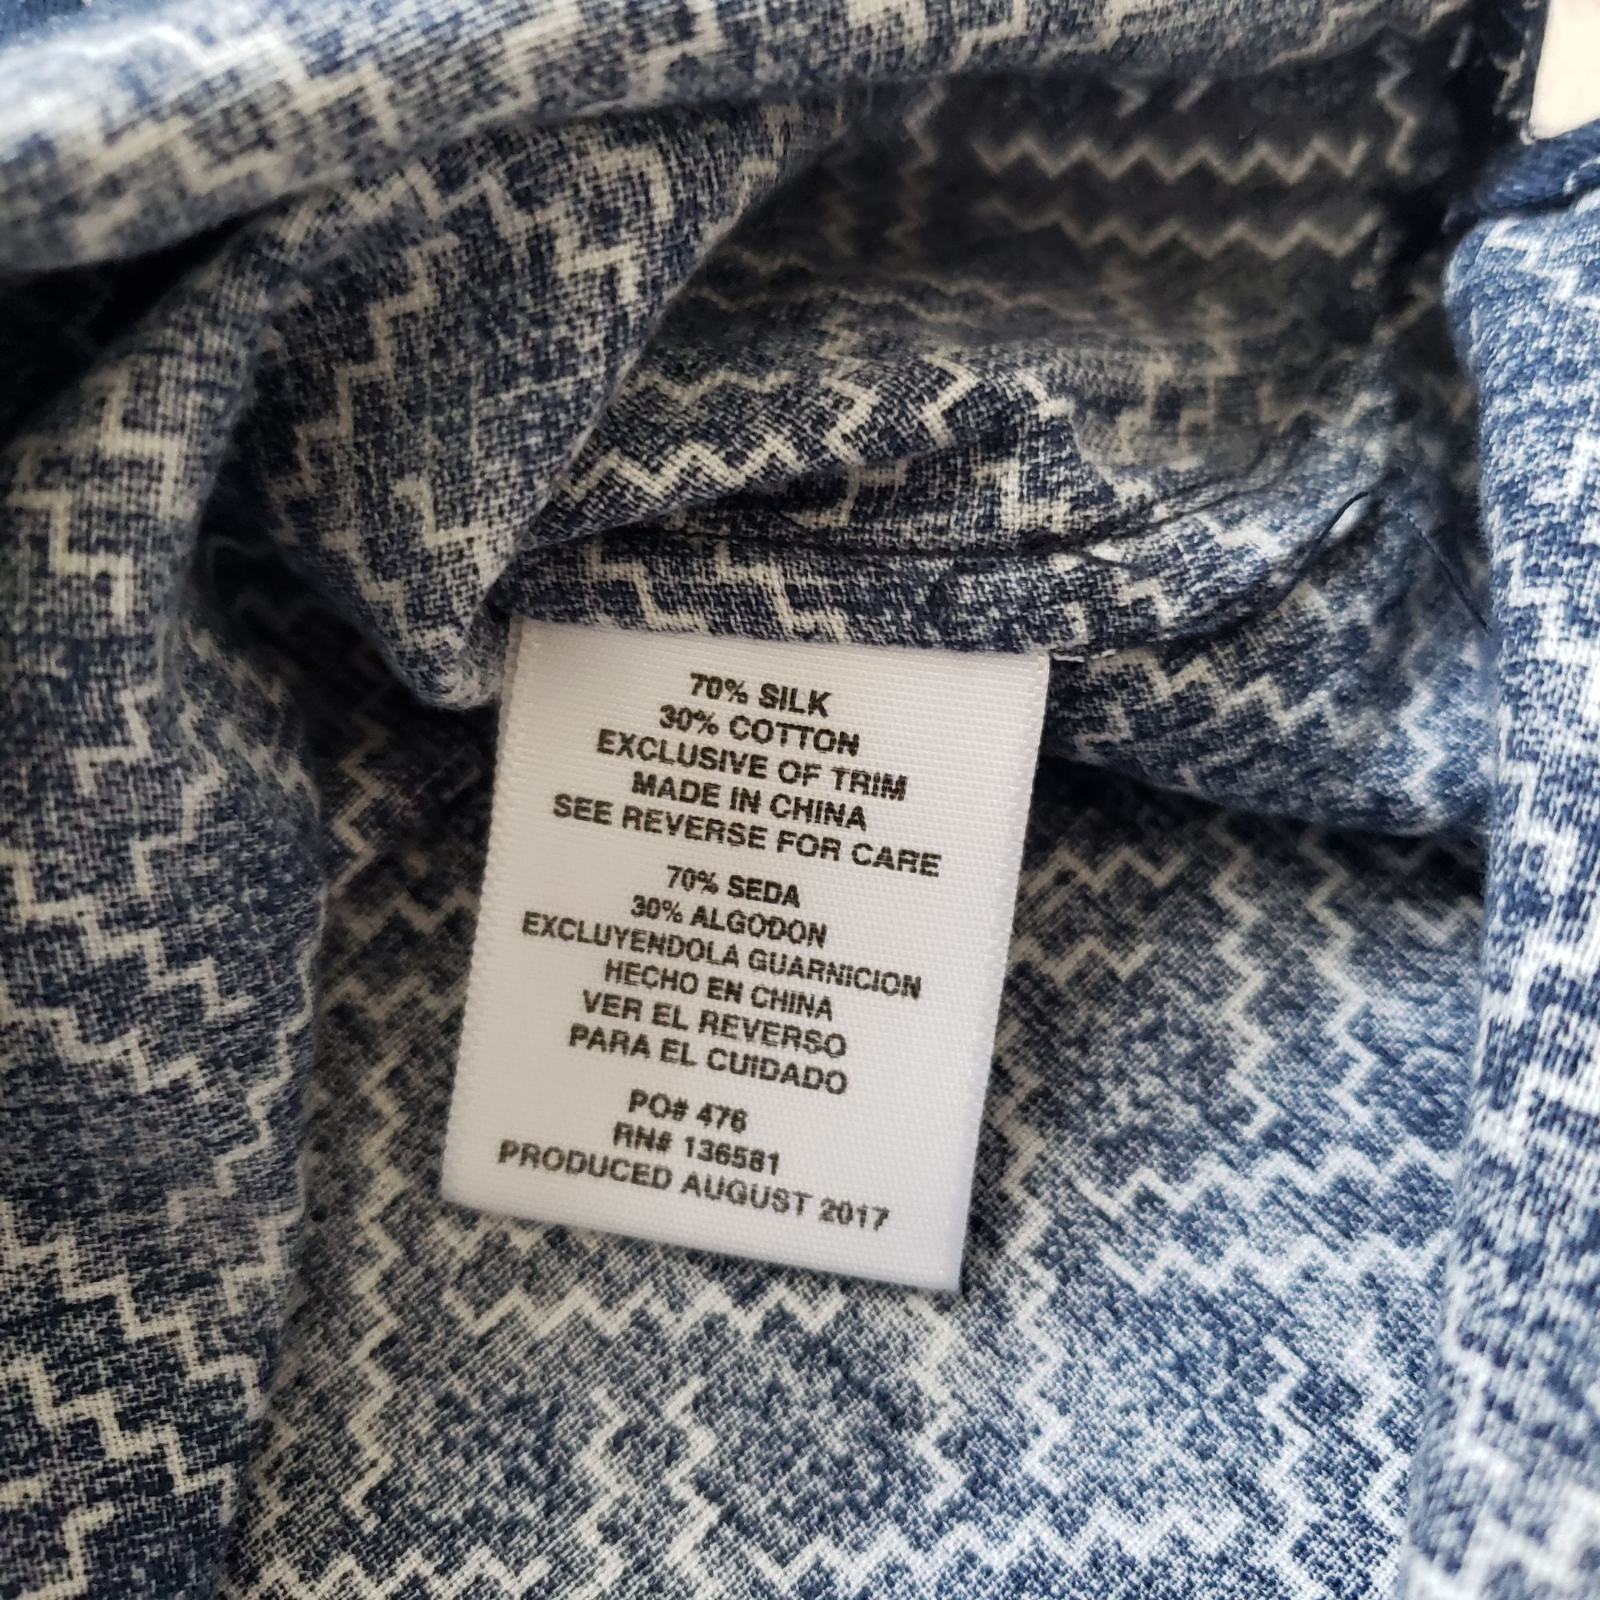 70% SILK
30% COTTON
EXCLUSIVE OF TRIM
MADE IN CHINA
SEE REVERSE FOR CARE
70% SEDA
30% ALGODON
EXCLUYENDOLA GUARNICION
HECHO EN CHINA
VER EL REVERSO
PARA EL CUIDADO
PO# 476
RN# 136581
PRODUCED AUGUST 2017